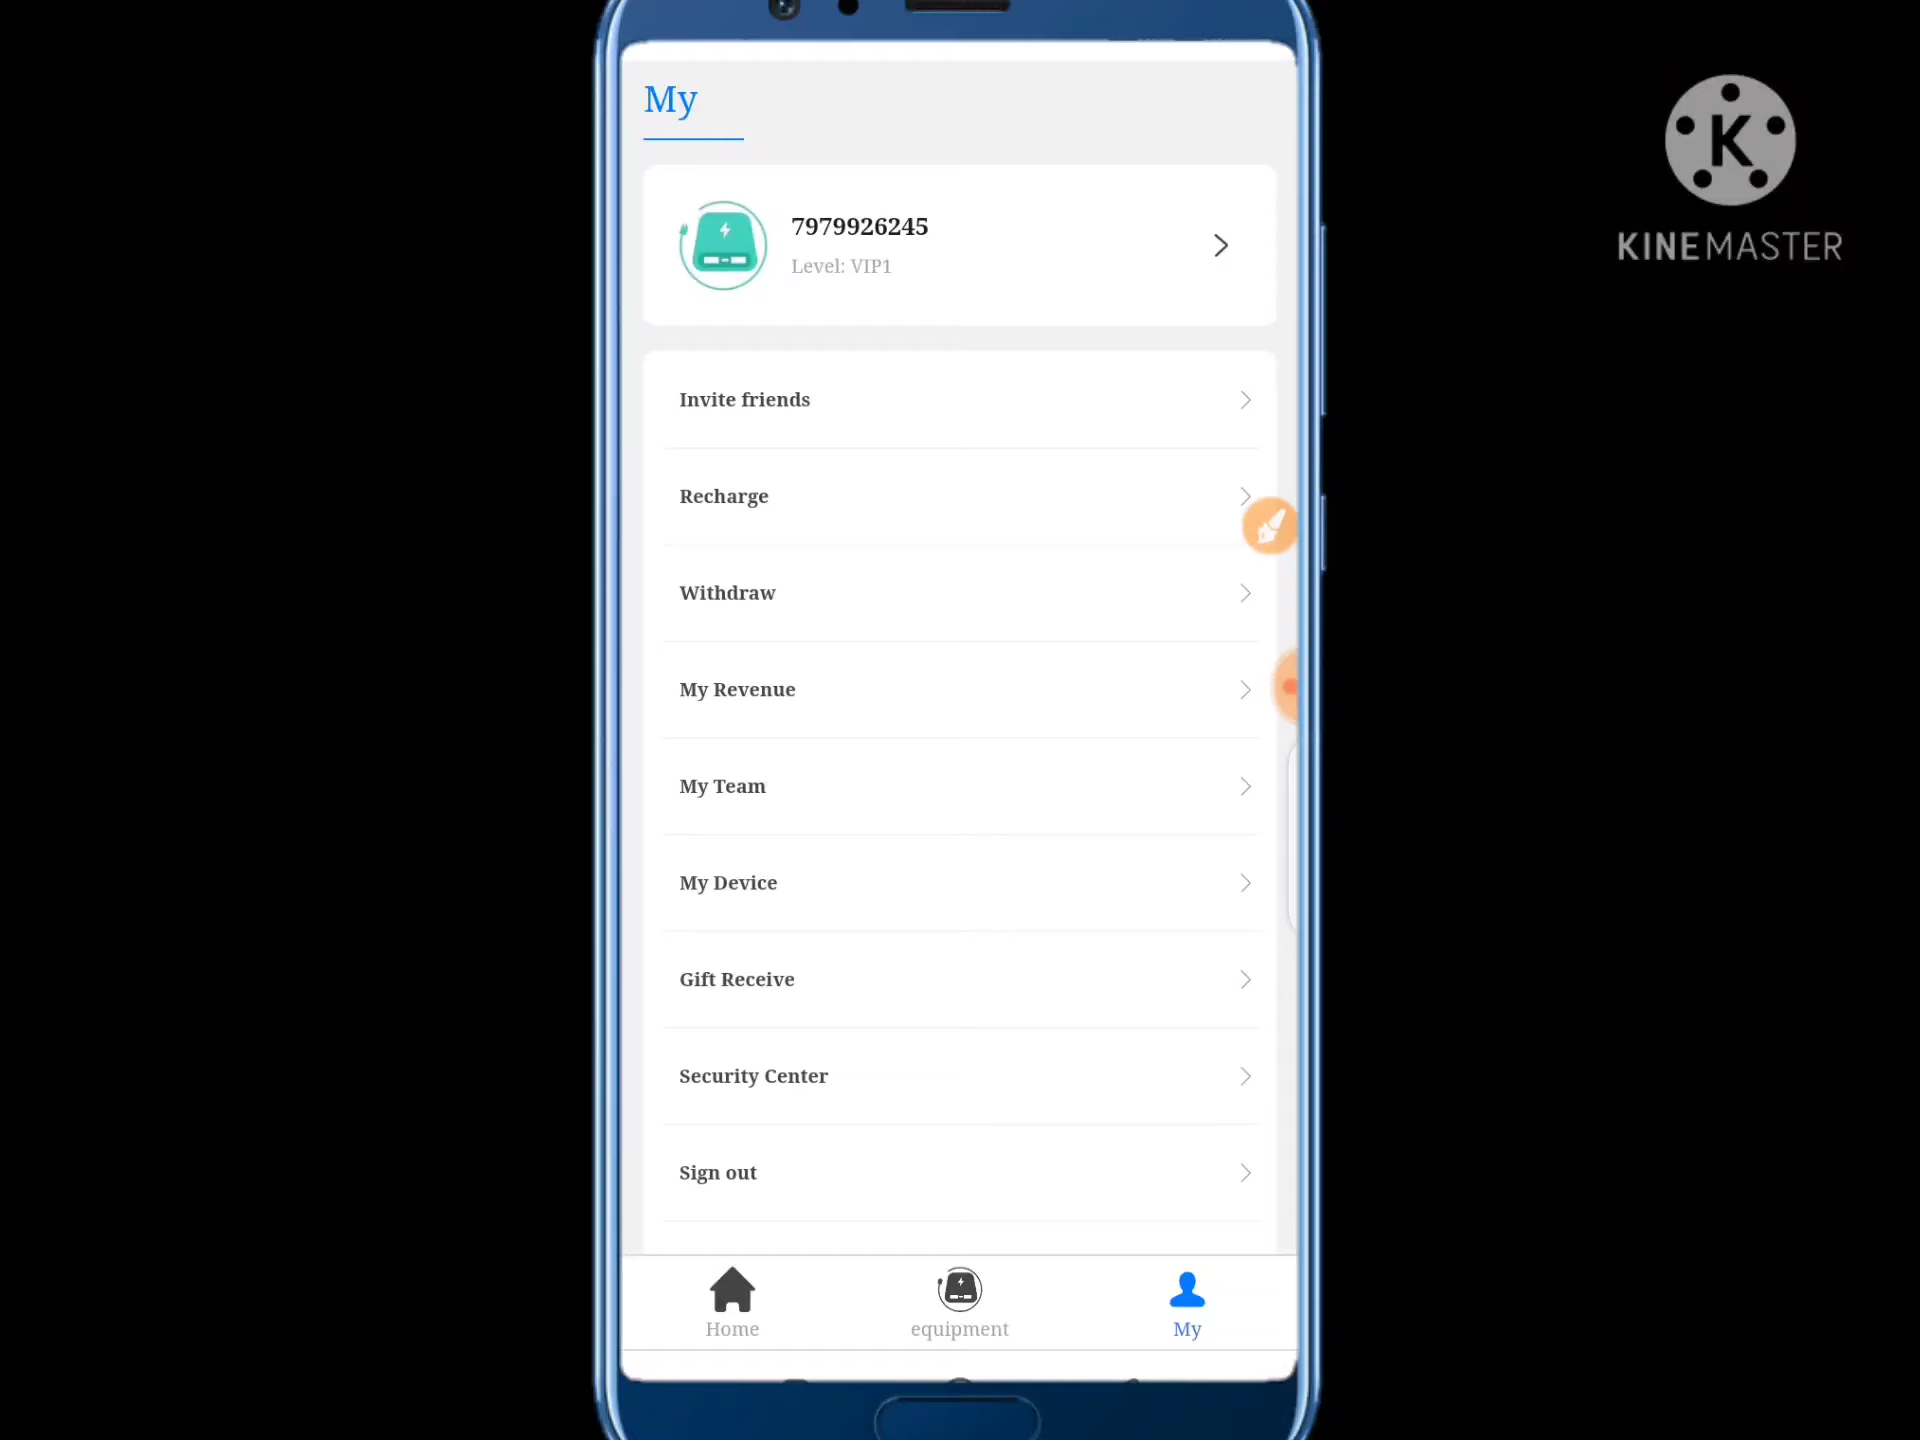 My
7979926245
Level: VIP1
Invite friends
Recharge
Withdraw
My Revenue
My Team
My Device
Gift Receive
Security Center
Sign out
Home
equipment
My
K
KINEMASTER